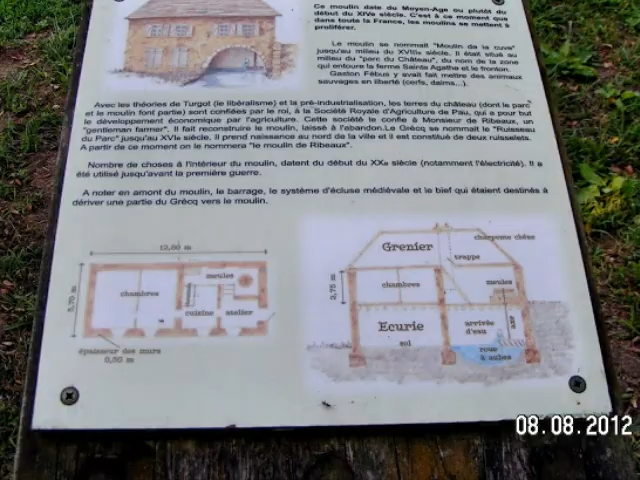 Ce moulin date du Moyen-Age ou plutôt du
début du XIVe siècle. C'est à ce moment que
dans toute la France, les moulins se mettent à
proliférer.
Le moulin se nommait "Moulin de la cuve"
jusqu'au milieu du XVIIIe siècle. Il était situé au
milieu du "parc du Château", du nom de la zone
qui entoure la ferme Sainte Agathe et le fronton.
Gaston Fébus y avait fait mettre des animaux
sauvages en liberté (cerfs, daims...).
Avec les théories de Turgot (le libéralisme) et la pré-industrialisation, les terres du château (dont le parc
et le moulin font partie) sont confiées par le roi, à la Société Royale d'Agriculture de Pau, qui a pour but
le développement économique par l'agriculture. Cette société le confie à Monsieur de Ribeaux, un
"gentleman farmer". Il fait reconstruire le moulin, laissé à l'abandon.Le Grècq se nommait le "Ruisseau
du Parc" jusqu'au XVIe siècle. Il prend naissance au nord de la ville et il est constitué de deux ruisselets.
A partir de ce moment on le nommera "le moulin de Ribeaux".
Nombre de choses à l'intérieur du moulin, datent du début du XXe siècle (notamment l'électricité). Il a
été utilisé jusqu'avant la première guerre.
A noter en amont du moulin, le barrage, le système d'écluse médiévale et le bief qui étaient destinés à
dériver une partie du Grècq vers le moulin.
12,50 m
5,70 m
chambres
meules
cuisine
atelier
épaisseur des murs
0,50 m
Grenier
charpente chêne
trappe
2,75 m
chambres
meules
Ecurie
sol
arrivée
d'eau
axe
roue
à aubes
08.08.2012